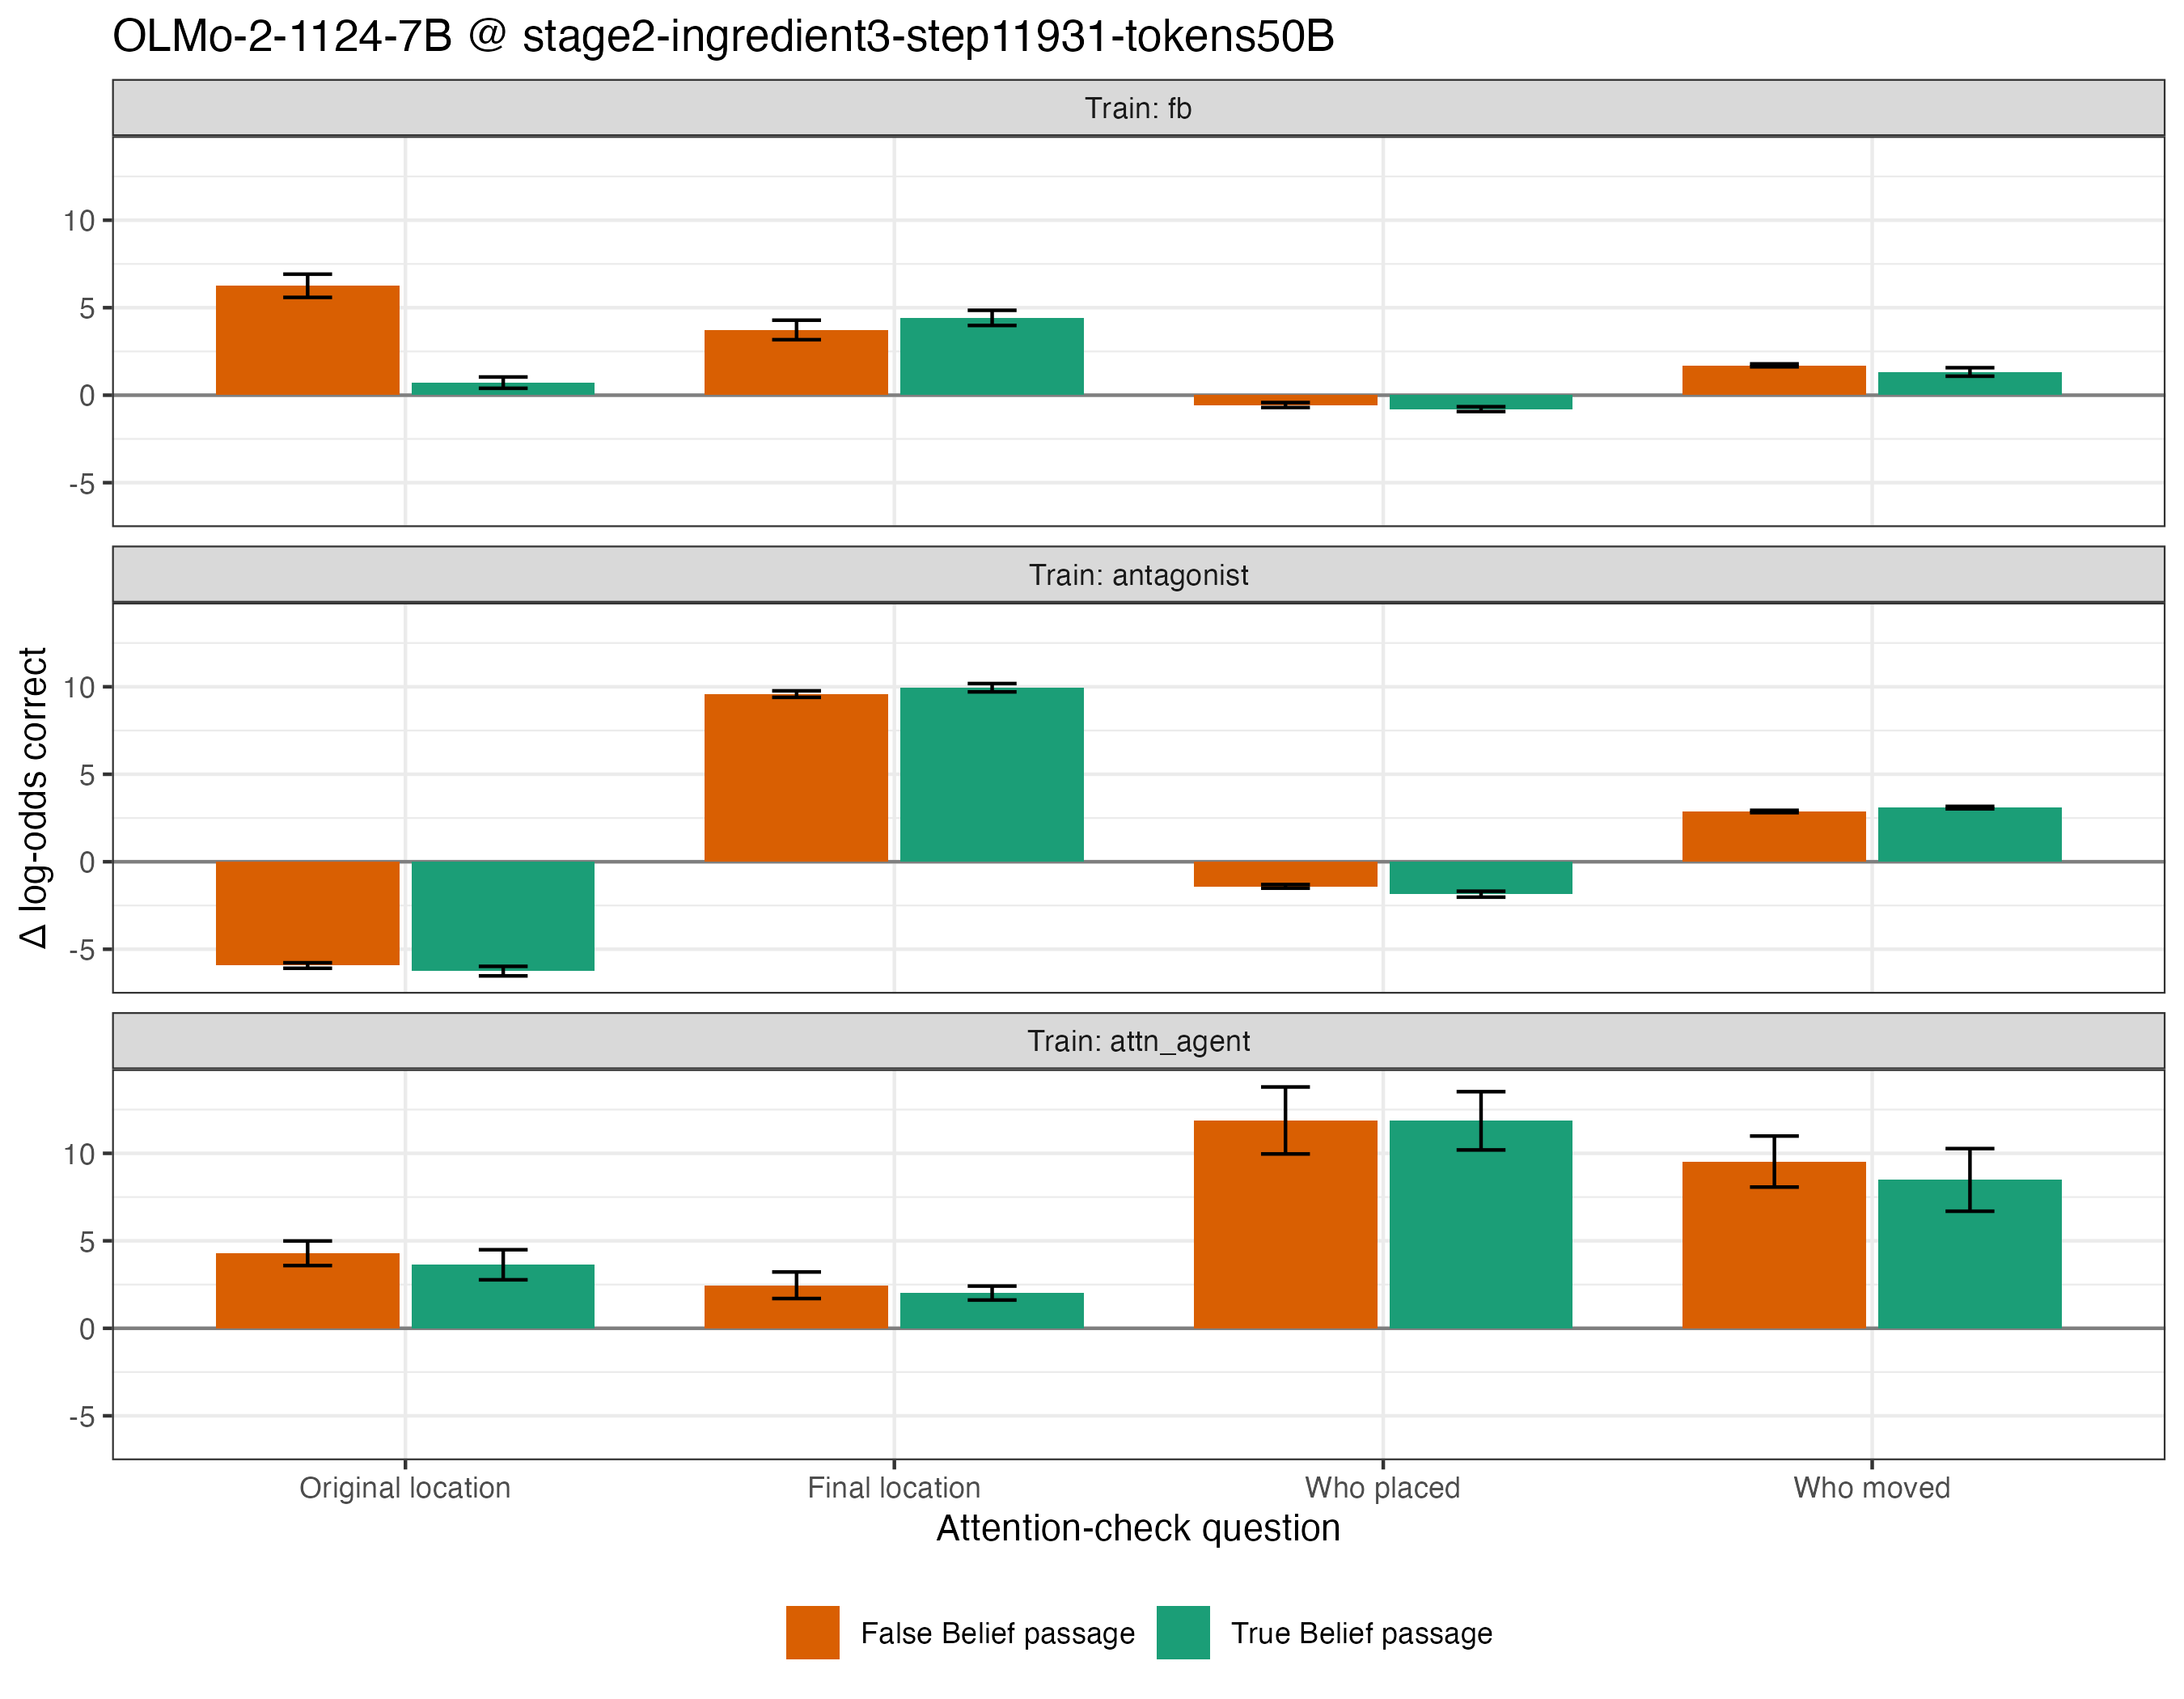 OLMo-2-1124-7B @ stage2-ingredient3-step11931-tokens50B
Train: fb
10
5
0
-5
Train: antagonist
10
5
0
-5
Train: attn_agent
10
5
0
-5
Δ log-odds correct
Original location
Final location
Who placed
Who moved
Attention-check question
False Belief passage
True Belief passage